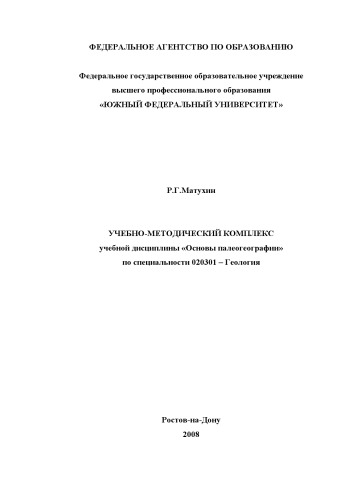 ФЕДЕРАЛЬНОЕ АГЕНТСТВО ПО ОБРАЗОВАНИЮ
Федеральное государственное образовательное учреждение
высшего профессионального образования
«ЮЖНЫЙ ФЕДЕРАЛЬНЫЙ УНИВЕРСИТЕТ»
Р.Г.Матухин
УЧЕБНО-МЕТОДИЧЕСКИЙ КОМПЛЕКС
учебной дисциплины «Основы палеогеографии»
по специальности 020301 – Геология
Ростов-на-Дону
2008